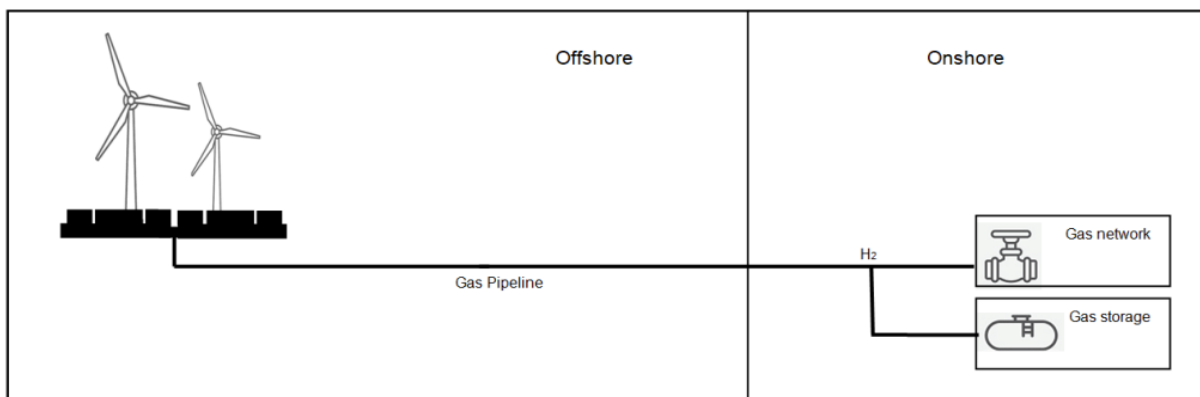 Offshore
Onshore
Gas network
H2
Gas Pipeline
Gas storage